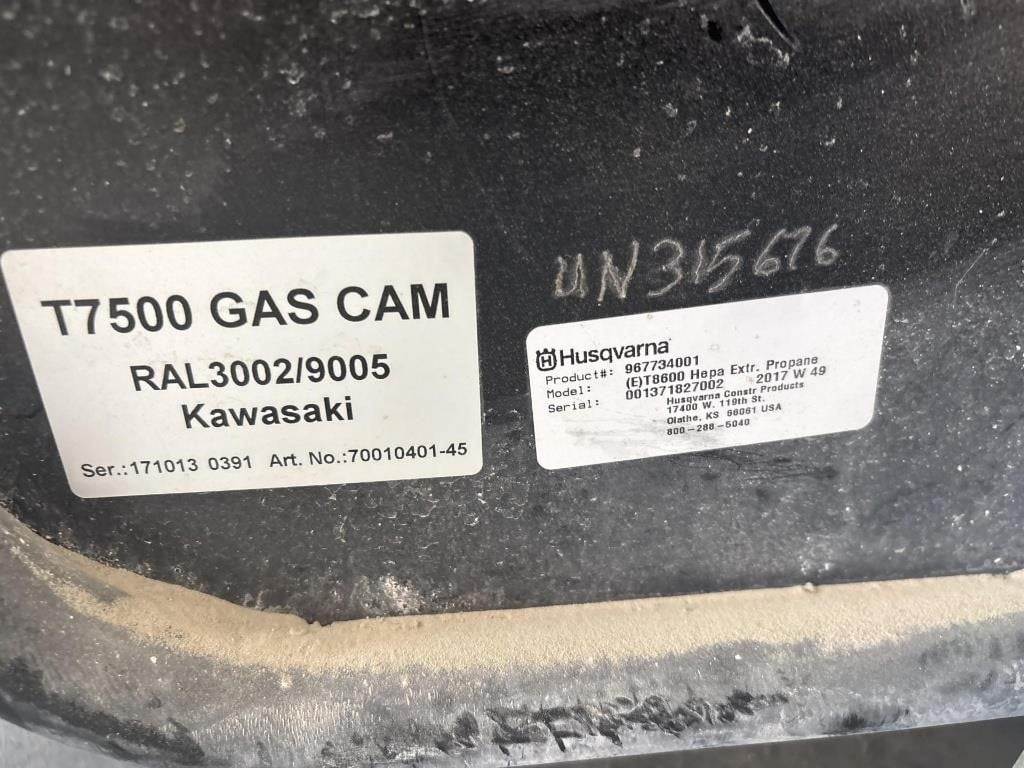 T7500 GAS CAM
RAL3002/9005
Kawasaki
Ser.:171013 0391 Art. No.:70010401-45
UN315676
Husqvarna
Product#: 967734001
Model: (E)T8600 Hepa Extr. Propane
Serial: 001371827002 2017 W 49
Husqvarna Constr Products
17400 W. 119th St.
Olathe, KS 66061 USA
800-288-5040